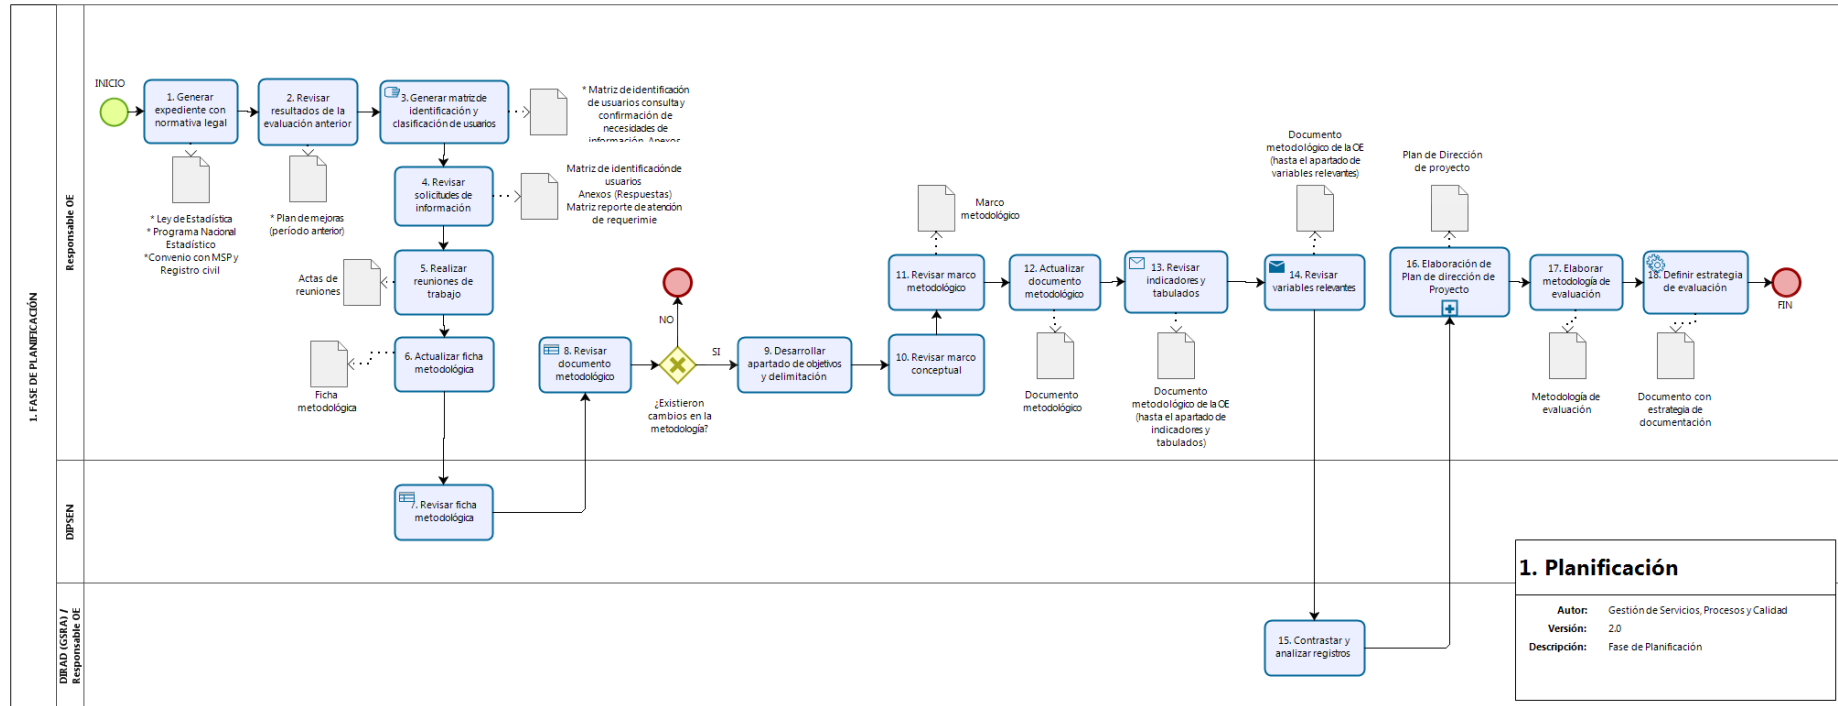 1. FASE DE PLANIFICACIÓN
Responsable OE
INICIO
1. Generar
expediente con
normativa legal
* Ley de Estadística
* Programa Nacional
Estadístico
*Convenio con MSP y
Registro civil
2. Revisar
resultados de la
evaluación anterior
* Plan de mejoras
(período anterior)
3. Generar matriz de
identificación y
clasificación de usuarios
* Matriz de identificación
de usuarios consulta y
confirmación de
necesidades de
información. Anexos
4. Revisar
solicitudes de
información
Matriz de identificación de
usuarios
Anexos (Respuestas)
Matriz reporte de atención
de requerimie
5. Realizar
reuniones de
trabajo
Actas de
reuniones
6. Actualizar ficha
metodológica
Ficha
metodológica
8. Revisar
documento
metodológico
NO
SI
¿Existieron
cambios en la
metodología?
9. Desarrollar
apartado de objetivos
y delimitación
10. Revisar marco
conceptual
11. Revisar marco
metodológico
Marco
metodológico
12. Actualizar
documento
metodológico
Documento
metodológico
13. Revisar
indicadores y
tabulados
Documento
metodológico de la OE
(hasta el apartado de
indicadores y
tabulados)
14. Revisar
variables relevantes
Documento
metodológico de la OE
(hasta el apartado de
variables relevantes)
16. Elaboración de
Plan de dirección de
Proyecto
Plan de Dirección
de proyecto
17. Elaborar
metodología de
evaluación
Metodología de
evaluación
18. Definir estrategia
de evaluación
Documento con
estrategia de
documentación
FIN
DIPSEN
7. Revisar ficha
metodológica
DIRAD (GSRA) /
Responsable OE
15. Contrastar y
analizar registros
1. Planificación
Autor: Gestión de Servicios, Procesos y Calidad
Versión: 2.0
Descripción: Fase de Planificación